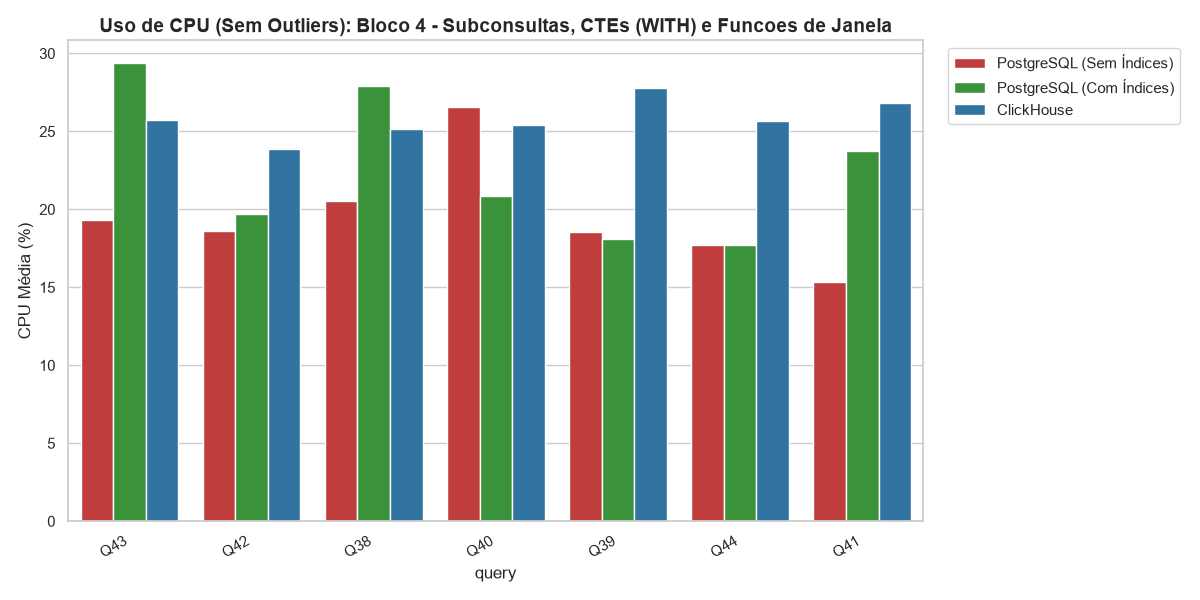 Uso de CPU (Sem Outliers): Bloco 4 - Subconsultas, CTEs (WITH) e Funcoes de Janela
PostgreSQL (Sem Índices)
PostgreSQL (Com Índices)
ClickHouse
CPU Média (%)
30
25
20
15
10
5
0
Q43
Q42
Q38
Q40
Q39
Q44
Q41
query